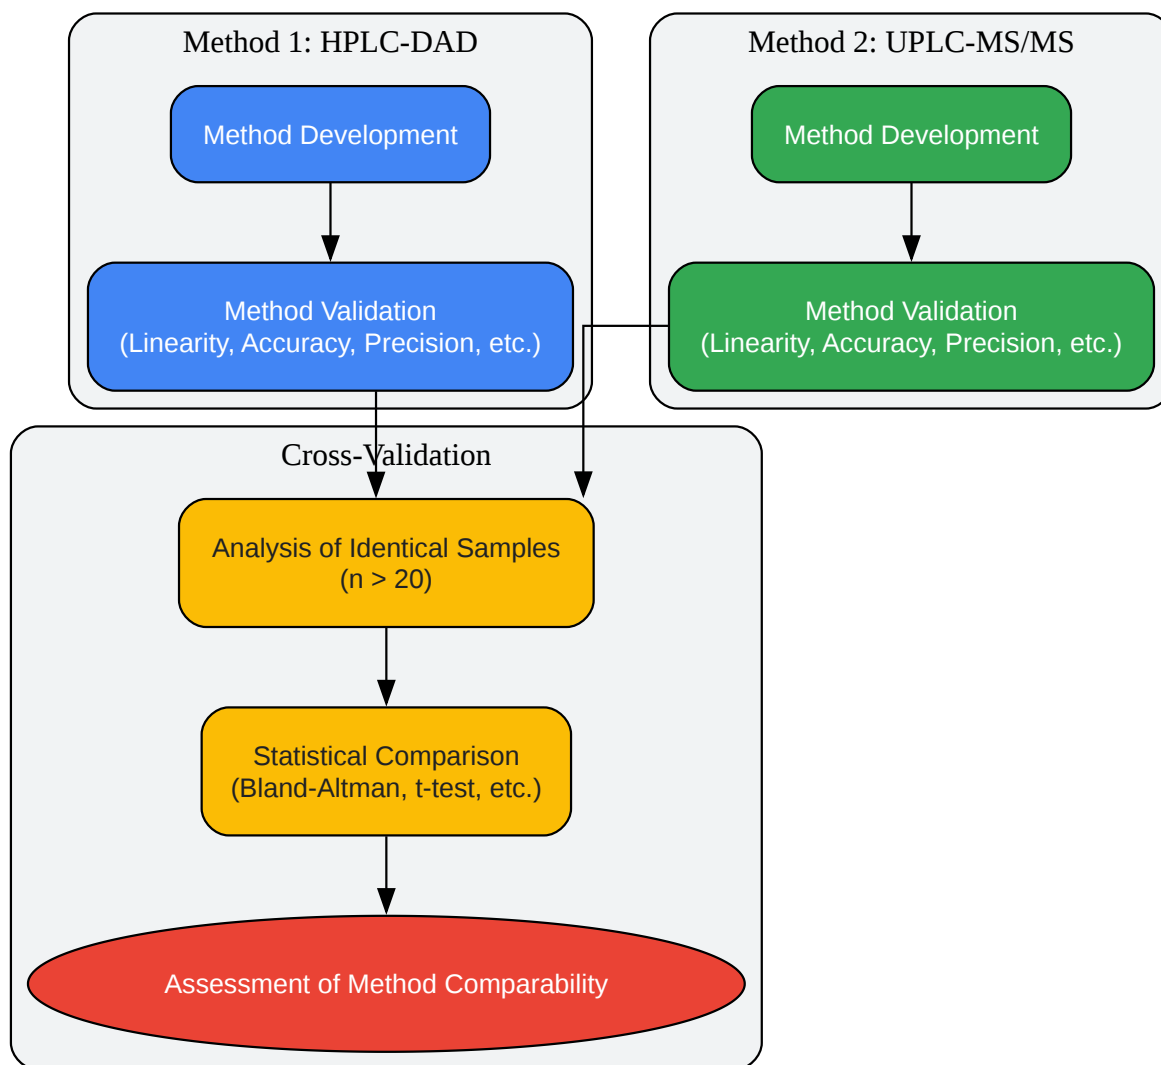 Method 1: HPLC-DAD
Method Development
Method Validation
(Linearity, Accuracy, Precision, etc.)
Method 2: UPLC-MS/MS
Method Development
Method Validation
(Linearity, Accuracy, Precision, etc.)
Cross-Validation
Analysis of Identical Samples
(n > 20)
Statistical Comparison
(Bland-Altman, t-test, etc.)
Assessment of Method Comparability